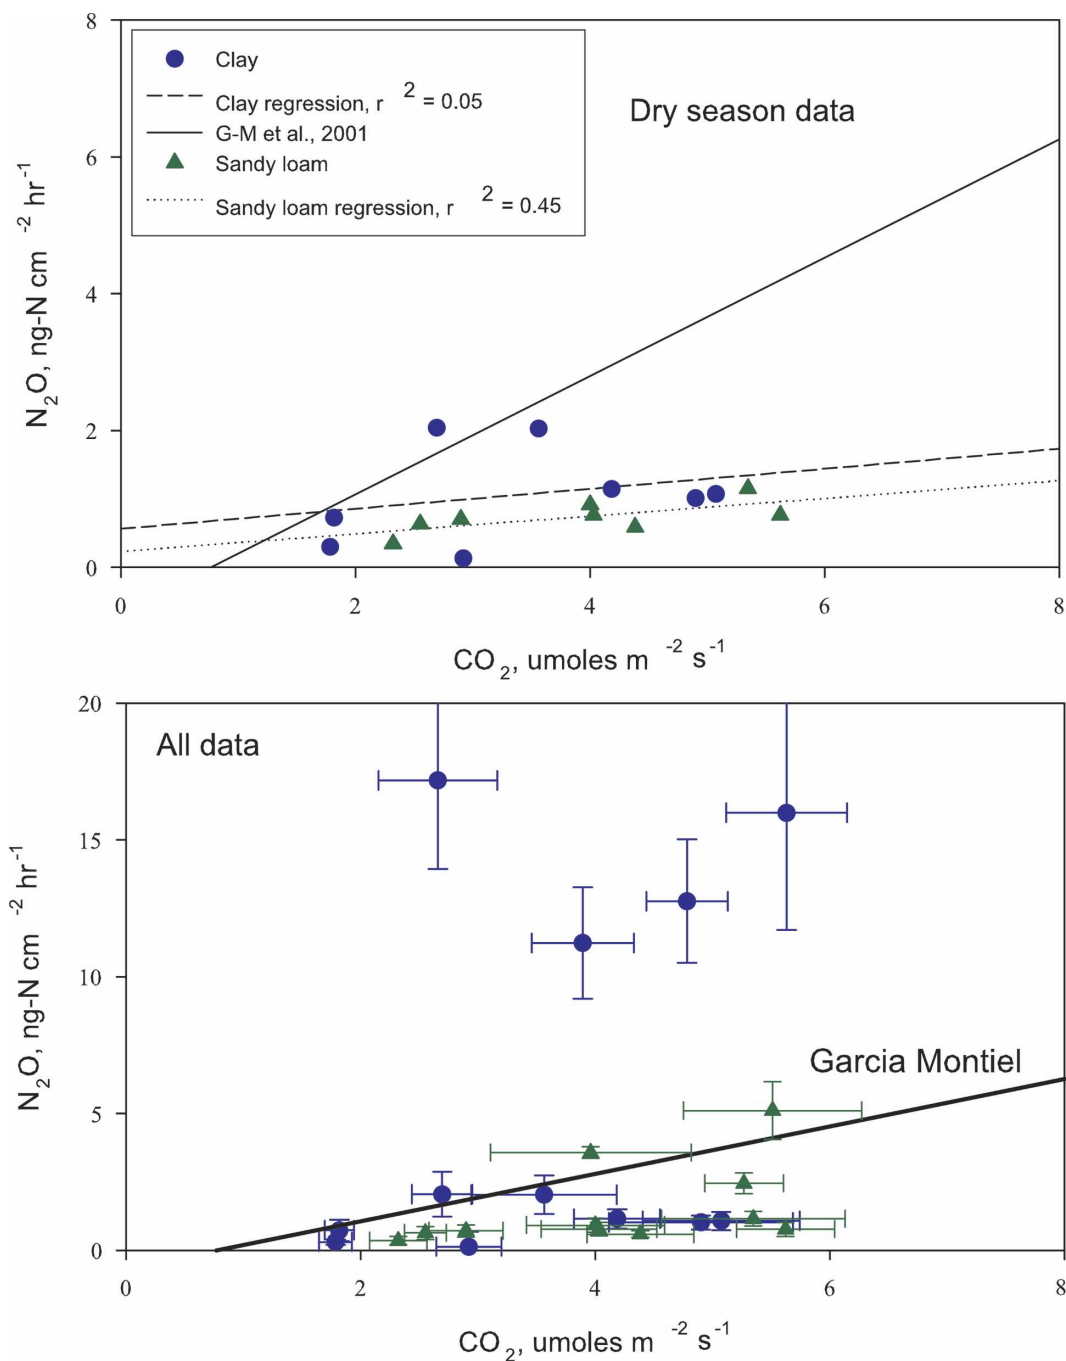 8
Clay
Clay regression, r 2 = 0.05
G-M et al., 2001
Sandy loam
Sandy loam regression, r 2 = 0.45
Dry season data
6
4
2
0
N2O, ng-N cm -2 hr-1
0 2 4 6 8
CO2, umoles m -2 s-1
20
All data
15
10
Garcia Montiel
5
0
N2O, ng-N cm -2 hr-1
0 2 4 6 8
CO2, umoles m -2 s-1